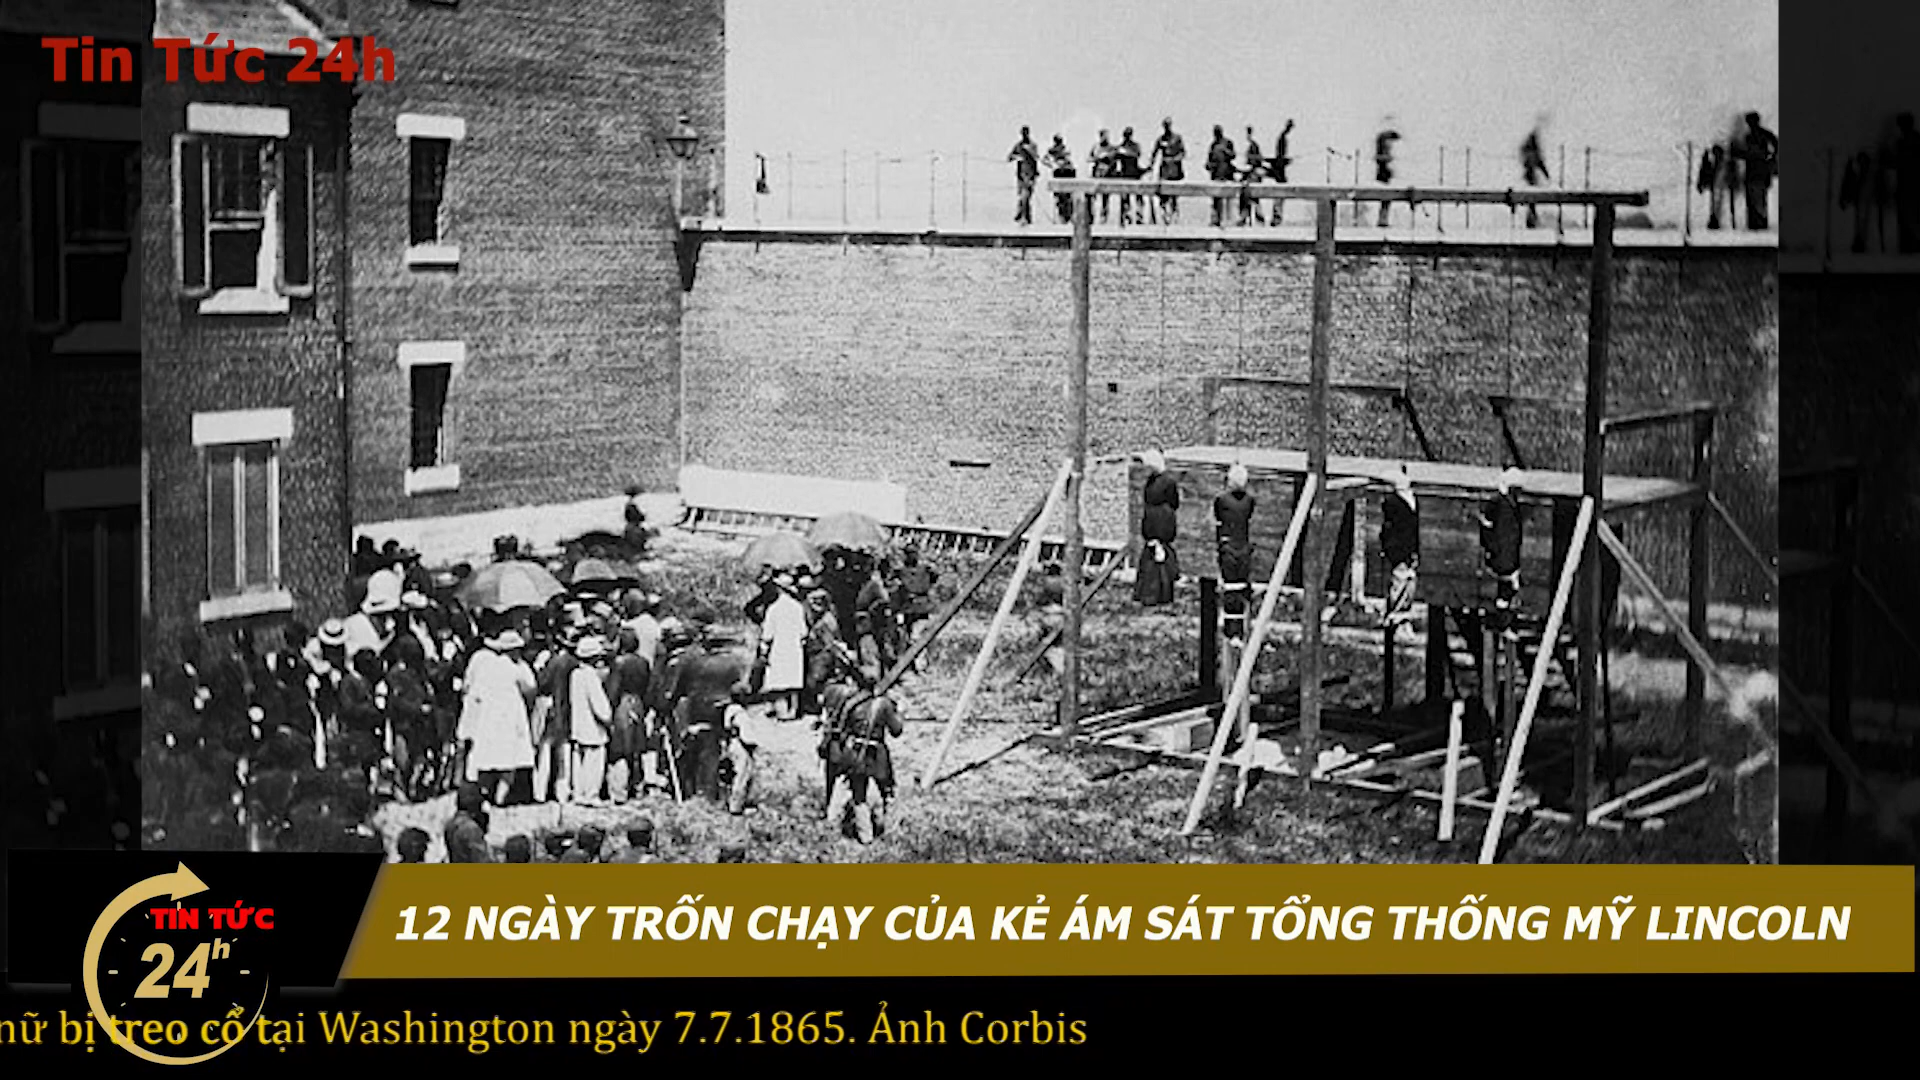 Tin Tức 24h
12 NGÀY TRỐN CHẠY CỦA KẺ ÁM SÁT TỔNG THỐNG MỸ LINCOLN
TIN TỨC
24h
nữ bị treo cổ tại Washington ngày 7.7.1865. Ảnh Corbis